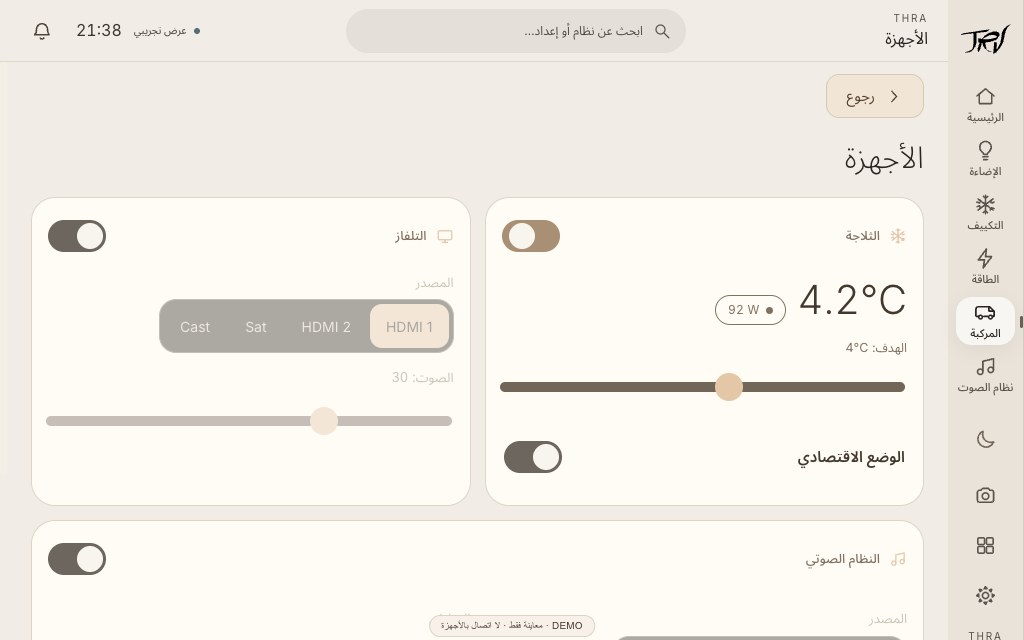 THRA
الأجهزة
ابحث عن نظام أو إعداد...
عرض تجريبي
21:38
الرئيسية
الإضاءة
التكييف
الطاقة
المركبة
نظام الصوت
THRA
رجوع
الأجهزة
الثلاجة
4.2°C
92 W
الهدف: 4°C
الوضع الاقتصادي
التلفاز
المصدر
HDMI 1
HDMI 2
Sat
Cast
الصوت: 30
النظام الصوتي
المصدر
DEMO · معاينة فقط · لا اتصال بالأجهزة